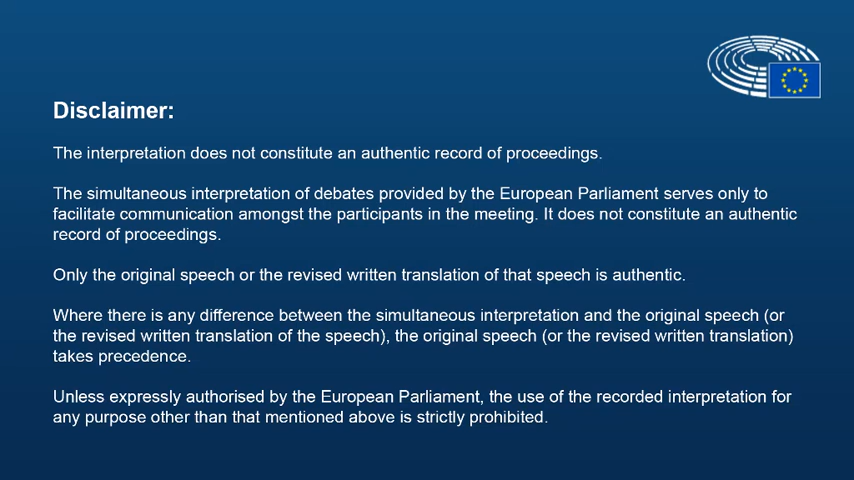 Disclaimer:
The interpretation does not constitute an authentic record of proceedings.
The simultaneous interpretation of debates provided by the European Parliament serves only to
facilitate communication amongst the participants in the meeting. It does not constitute an authentic
record of proceedings.
Only the original speech or the revised written translation of that speech is authentic.
Where there is any difference between the simultaneous interpretation and the original speech (or
the revised written translation of the speech), the original speech (or the revised written translation)
takes precedence.
Unless expressly authorised by the European Parliament, the use of the recorded interpretation for
any purpose other than that mentioned above is strictly prohibited.